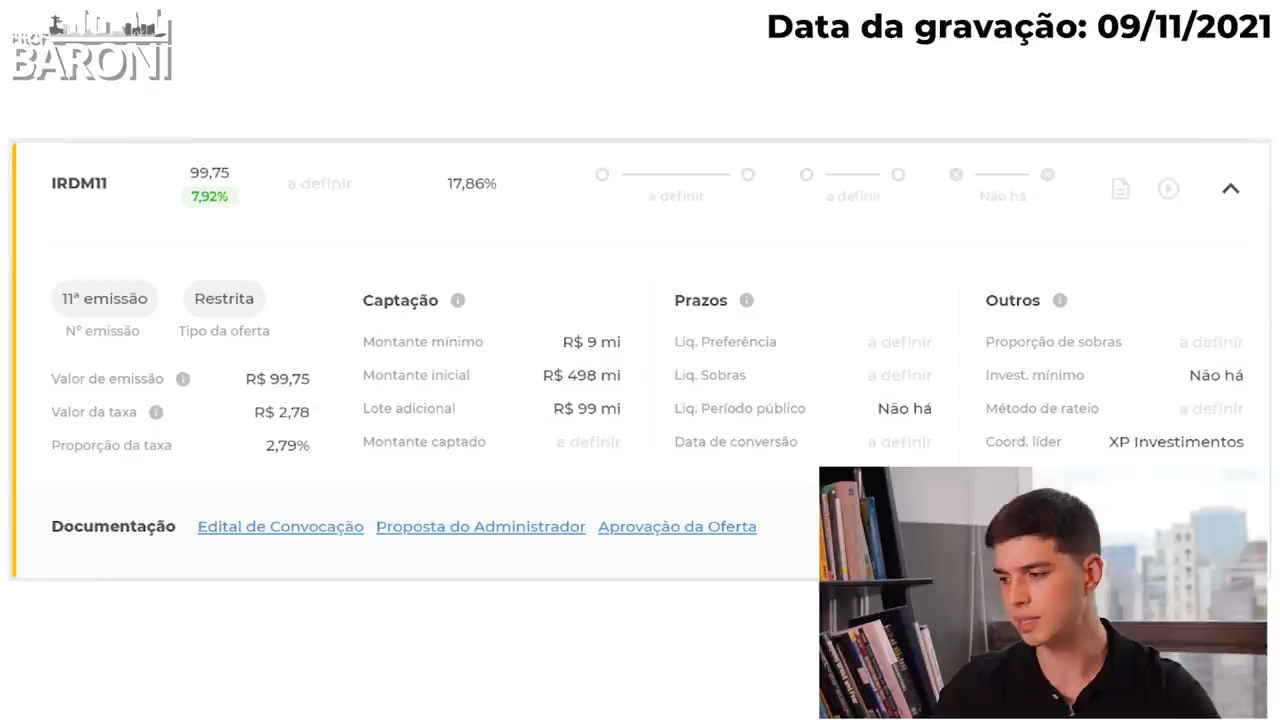 PROF
BARONI
Data da gravação: 09/11/2021
IRDM11
99,75
7,92%
a definir
17,86%
a definir
a definir
Não há
11ª emissão
Restrita
Nº emissão
Tipo da oferta
Valor de emissão R$ 99,75
Valor da taxa R$ 2,78
Proporção da taxa 2,79%
Captação
Montante mínimo R$ 9 mi
Montante inicial R$ 498 mi
Lote adicional R$ 99 mi
Montante captado a definir
Prazos
Liq. Preferência a definir
Liq. Sobras a definir
Liq. Período público Não há
Data de conversão a definir
Outros
Proporção de sobras a definir
Invest. mínimo Não há
Método de rateio a definir
Coord. líder XP Investimentos
Documentação Edital de Convocação Proposta do Administrador Aprovação da Oferta